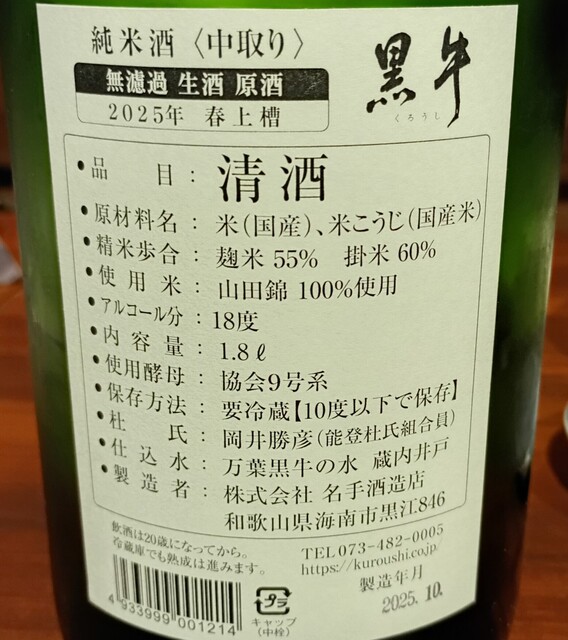 純米酒〈中取り〉
無濾過 生酒 原酒
2025年 春上槽
黒牛
くろうし
・品目：清酒
・原材料名：米(国産)、米こうじ(国産米)
・精米歩合：麹米 55% 掛米 60%
・使用米：山田錦 100%使用
・アルコール分：18度
・内容量：1.8ℓ
・使用酵母：協会9号系
・保存方法：要冷蔵【10度以下で保存】
・杜氏：岡井勝彦(能登杜氏組合員)
・仕込水：万葉黒牛の水 蔵内井戸
・製造者：株式会社 名手酒造店
和歌山県海南市黒江846
飲酒は20歳になってから。
冷蔵庫でも熟成は進みます。
TEL073-482-0005
https://kuroushi.co.jp/
4933999001214
プラ
キャップ
(中栓)
製造年月
2025.10.